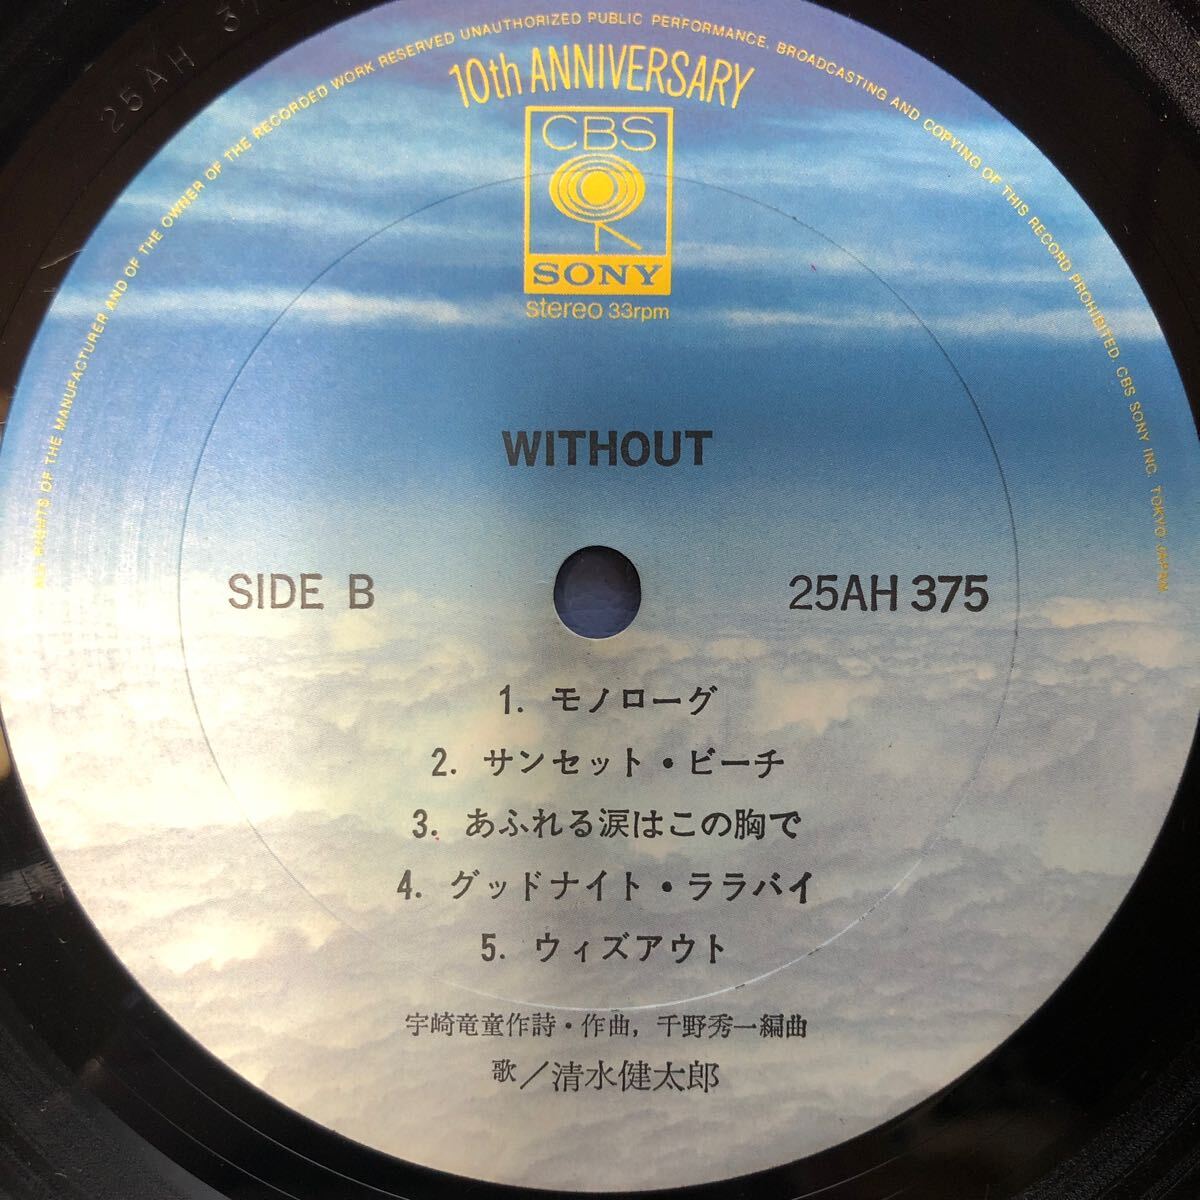 25AH 37
ALL RIGHTS OF THE MANUFACTURER AND OF THE OWNER OF THE RECORDED WORK RESERVED UNAUTHORIZED PUBLIC PERFORMANCE, BROADCASTING AND COPYING OF THIS RECORD PROHIBITED. CBS SONY INC. TOKYO JAPAN
10th ANNIVERSARY
CBS
SONY
stereo 33rpm
WITHOUT
SIDE B
25AH 375
1. モノローグ
2. サンセット・ビーチ
3. あふれる涙はこの胸で
4. グッドナイト・ララバイ
5. ウィズアウト
宇崎竜童作詩・作曲, 千野秀一編曲
歌／清水健太郎